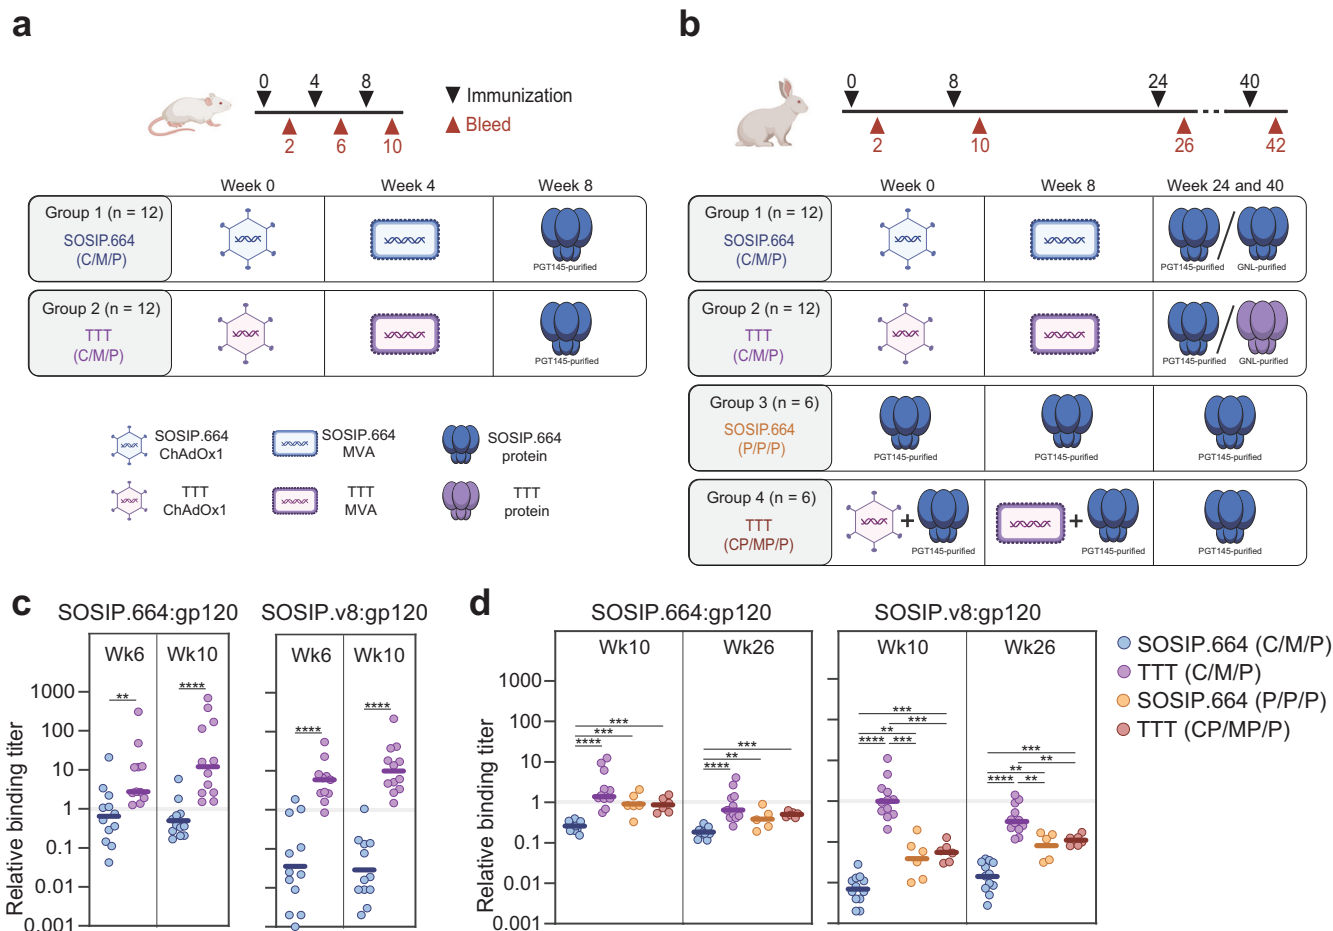 a
0 4 8
Immunization
Bleed
2 6 10
Week 0 Week 4 Week 8
Group 1 (n = 12)
SOSIP.664
(C/M/P)
PGT145-purified
Group 2 (n = 12)
TTT
(C/M/P)
PGT145-purified
SOSIP.664
ChAdOx1
SOSIP.664
MVA
SOSIP.664
protein
TTT
ChAdOx1
TTT
MVA
TTT
protein
b
0 8 24 40
2 10 26 42
Week 0 Week 8 Week 24 and 40
Group 1 (n = 12)
SOSIP.664
(C/M/P)
PGT145-purified GNL-purified
Group 2 (n = 12)
TTT
(C/M/P)
PGT145-purified GNL-purified
Group 3 (n = 6)
SOSIP.664
(P/P/P)
PGT145-purified PGT145-purified PGT145-purified
Group 4 (n = 6)
TTT
(CP/MP/P)
+ +
PGT145-purified PGT145-purified PGT145-purified
c
SOSIP.664:gp120 SOSIP.v8:gp120
Wk6 Wk10 Wk6 Wk10
Relative binding titer
1000
100
10
1
0.1
0.01
0.001
** **** **** ****
d
SOSIP.664:gp120 SOSIP.v8:gp120
Wk10 Wk26 Wk10 Wk26
Relative binding titer
1000
100
10
1
0.1
0.01
0.001
***
***
****
***
**
****
***
***
**
**** ***
***
**
**
**** **
SOSIP.664 (C/M/P)
TTT (C/M/P)
SOSIP.664 (P/P/P)
TTT (CP/MP/P)